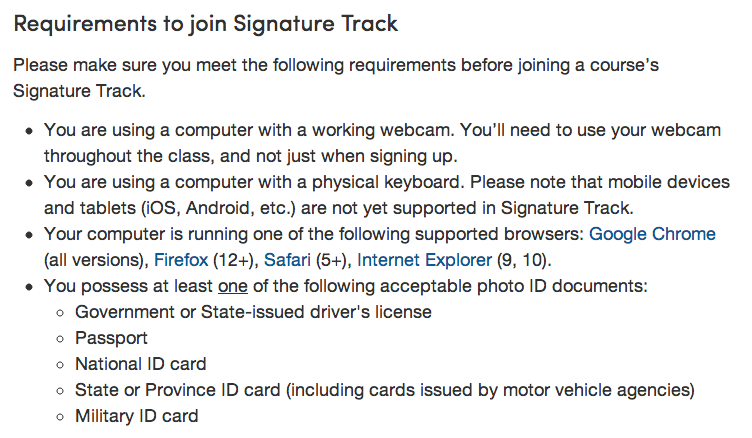 Requirements to join Signature Track
Please make sure you meet the following requirements before joining a course's
Signature Track.
• You are using a computer with a working webcam. You'll need to use your webcam
throughout the class, and not just when signing up.
• You are using a computer with a physical keyboard. Please note that mobile devices
and tablets (iOS, Android, etc.) are not yet supported in Signature Track.
• Your computer is running one of the following supported browsers: Google Chrome
(all versions), Firefox (12+), Safari (5+), Internet Explorer (9, 10).
• You possess at least one of the following acceptable photo ID documents:
◦ Government or State-issued driver's license
◦ Passport
◦ National ID card
◦ State or Province ID card (including cards issued by motor vehicle agencies)
◦ Military ID card